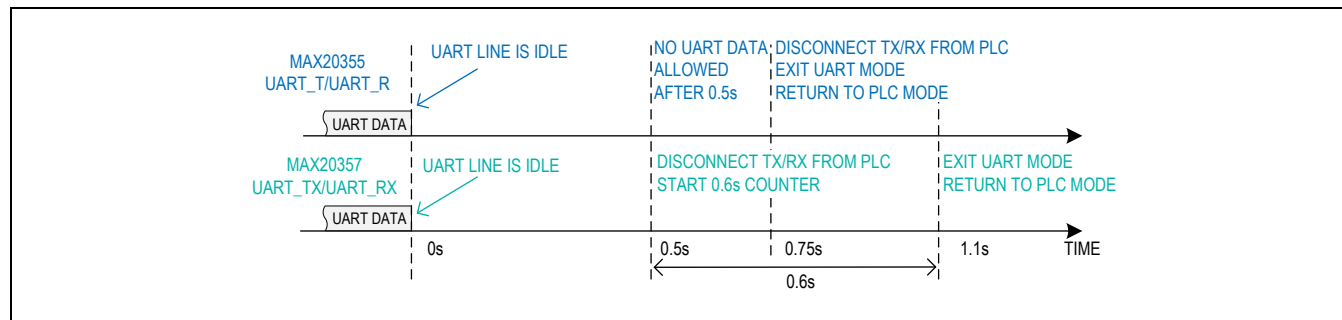 MAX20355
UART_T/UART_R
UART LINE IS IDLE
NO UART DATA
ALLOWED
AFTER 0.5s
DISCONNECT TX/RX FROM PLC
EXIT UART MODE
RETURN TO PLC MODE
UART DATA
MAX20357
UART_TX/UART_RX
UART LINE IS IDLE
DISCONNECT TX/RX FROM PLC
START 0.6s COUNTER
EXIT UART MODE
RETURN TO PLC MODE
UART DATA
0s
0.5s
0.75s
1.1s
TIME
0.6s